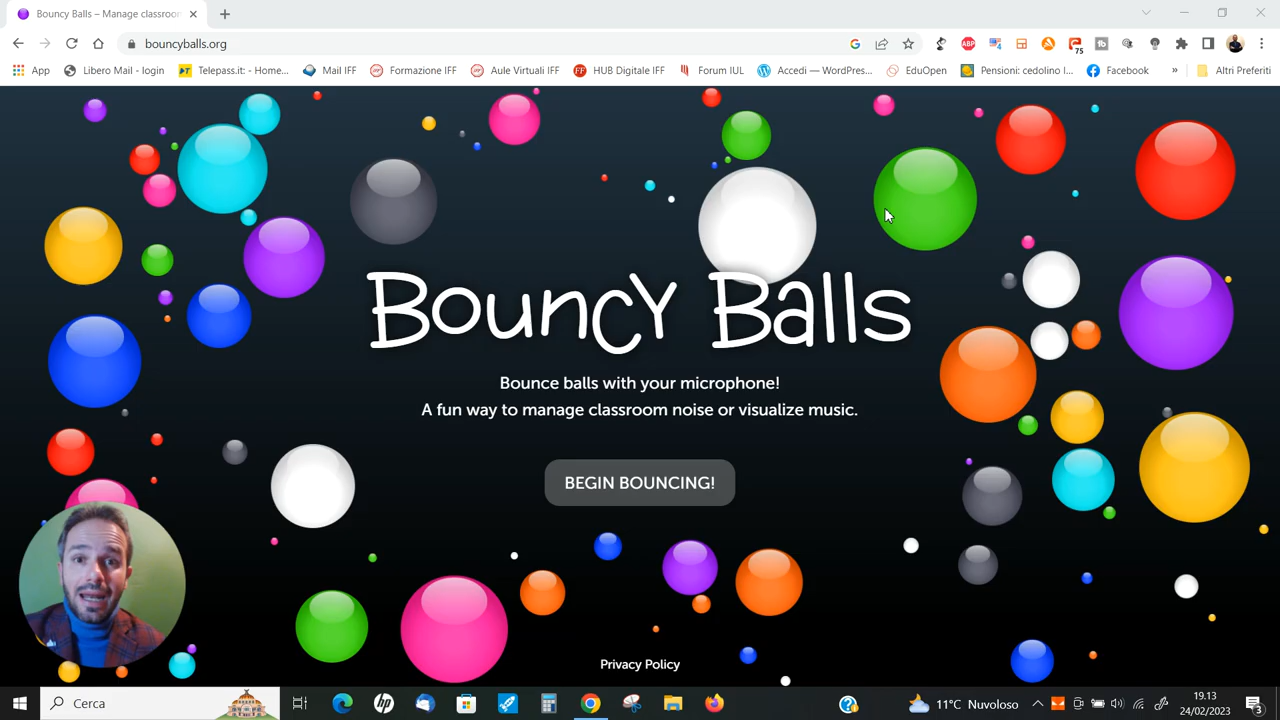 Bouncy Balls – Manage classroom
bouncyballs.org
75
App
Libero Mail - login
Telepass.it: - Home...
Mail IFF
Formazione IFF
Aule Virtuali IFF
HUB Digitale IFF
Forum IUL
Accedi — WordPres...
EduOpen
Pensioni: cedolino I...
Facebook
»
Altri Preferiti
Bouncy Balls
Bounce balls with your microphone!
A fun way to manage classroom noise or visualize music.
BEGIN BOUNCING!
Privacy Policy
Cerca
11°C Nuvoloso
19.13
24/02/2023
3